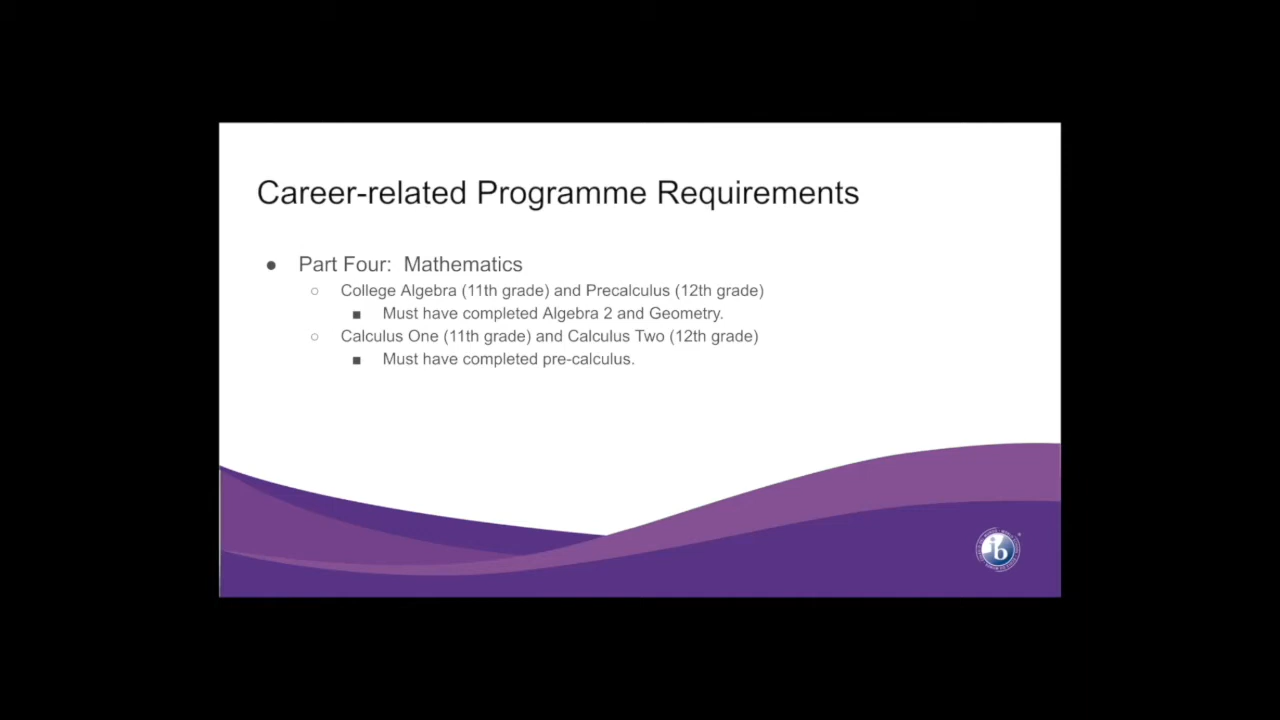 Career-related Programme Requirements
● Part Four: Mathematics
○ College Algebra (11th grade) and Precalculus (12th grade)
■ Must have completed Algebra 2 and Geometry.
○ Calculus One (11th grade) and Calculus Two (12th grade)
■ Must have completed pre-calculus.
ib